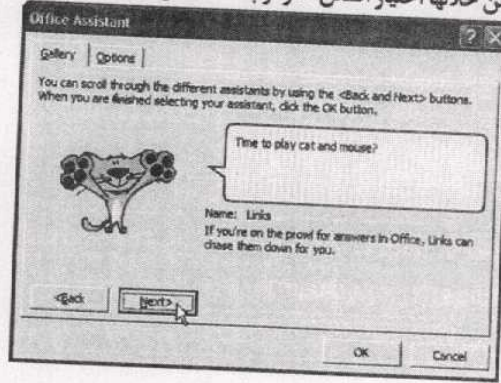 خلالها اختيار
Office Assistant
Gallery
Options
You can scroll through the different assistants by using the <Back and Next> buttons.
When you are finished selecting your assistant, click the OK button.
Time to play cat and mouse?
Name: Links
If you're on the prowl for answers in Office, Links can
chase them down for you.
<Back
Next>
OK
Cancel